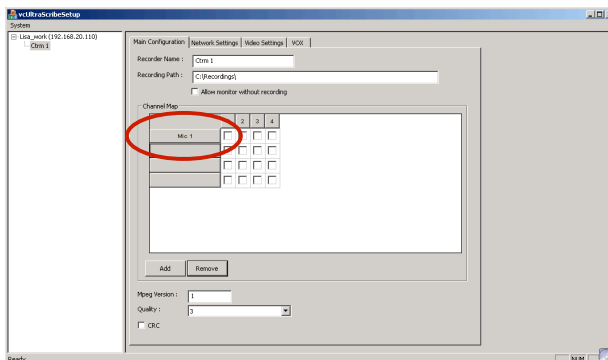 vcUltraScribeSetup
System
Lisa_work (192.168.20.110)
Ctrm 1
Main Configuration Network Settings Video Settings VOX
Recorder Name : Ctrm 1
Recording Path : C:\Recordings\
Allow monitor without recording
Channel Map
2 3 4
Mic 1
Add Remove
Mpeg Version : 1
Quality : 3
CRC
Ready NUM